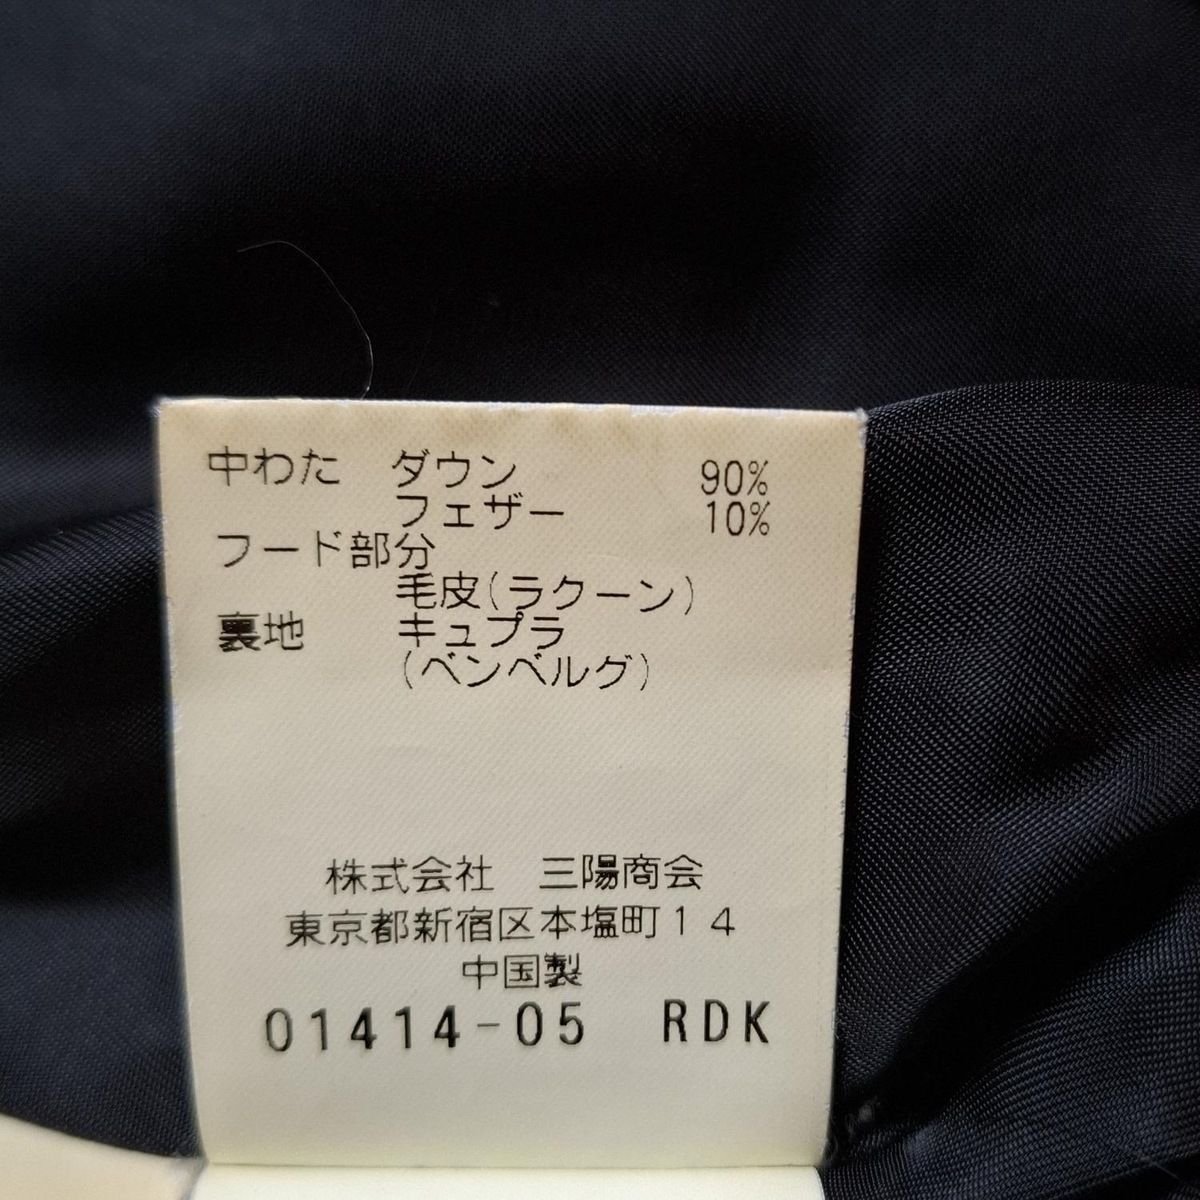 中わた ダウン 90%
フェザー 10%
フード部分
毛皮(ラクーン)
裏地 キュプラ
(ベンベルグ)
株式会社 三陽商会
東京都新宿区本塩町14
中国製
01414-05 RDK